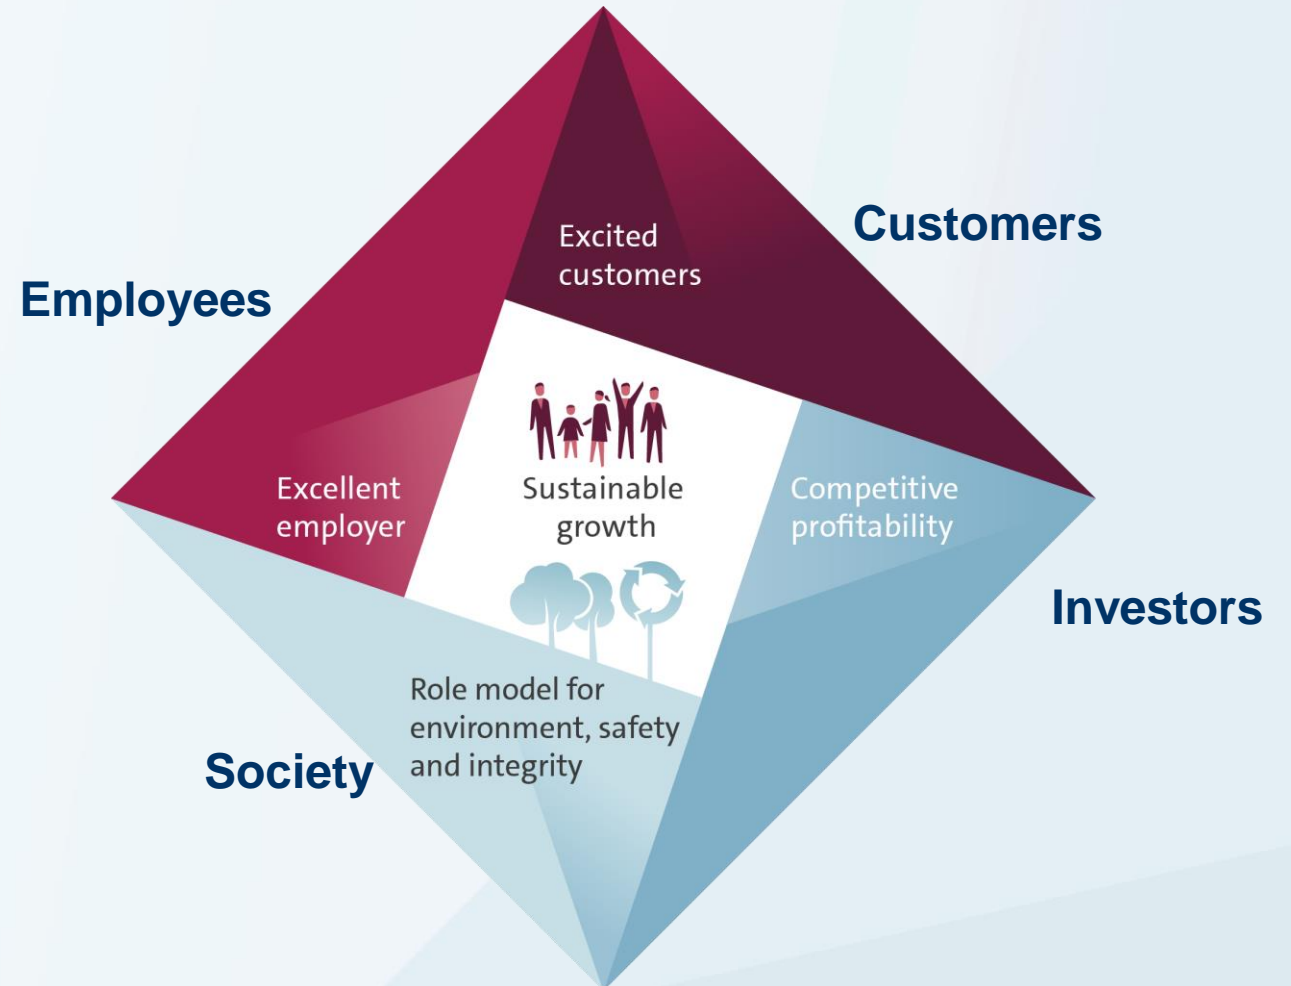 Customers
Excited
customers
Employees
Excellent
employer
Sustainable
growth
Competitive
profitability
Investors
Role model for
environment, safety
and integrity
Society